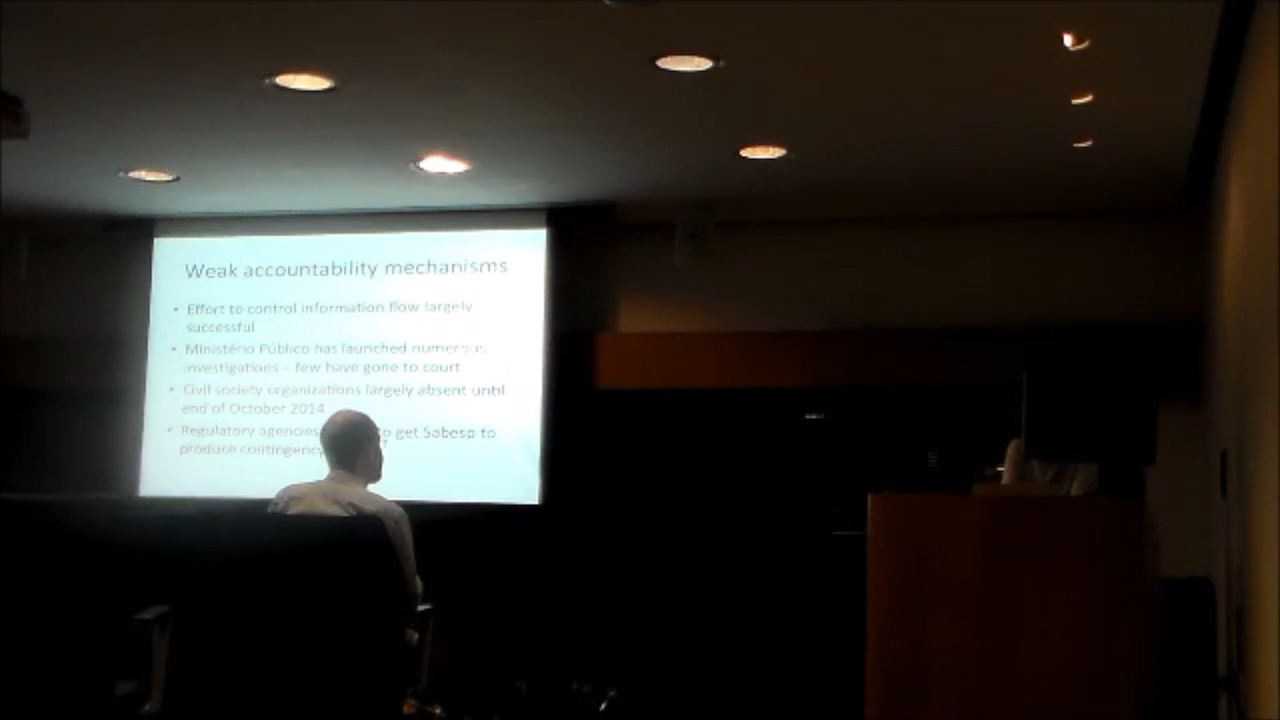 Weak accountability mechanisms
• Effort to control information flow largely
successful
• Ministério Público has launched numerous
investigations – few have gone to court
• Civil society organizations largely absent until
end of October 2014
• Regulatory agencies to get Sabesp to
produce contingency